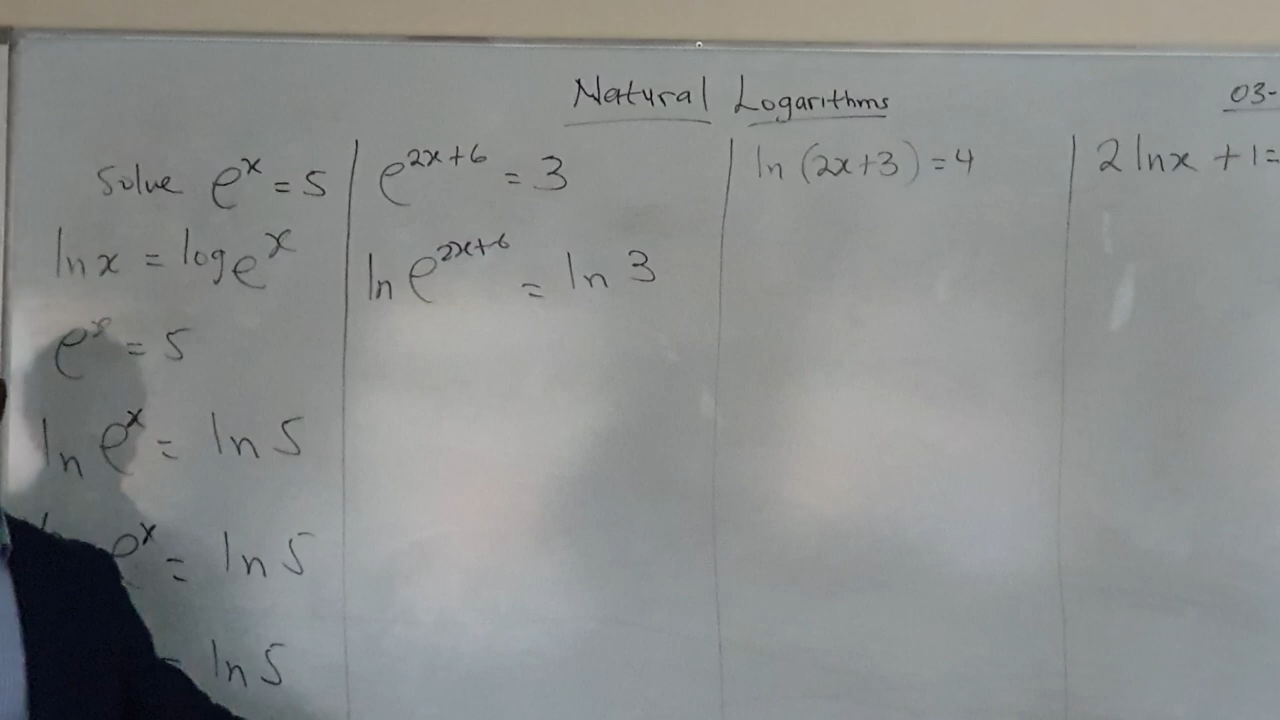 Natural Logarithms
03-
Solve e^x = 5
ln x = log e^x
e^x = 5
ln e^x = ln 5
e^x = ln 5
= ln 5
e^{2x+6} = 3
ln e^{2x+6} = ln 3
ln (2x+3) = 4
2 ln x + 1 =